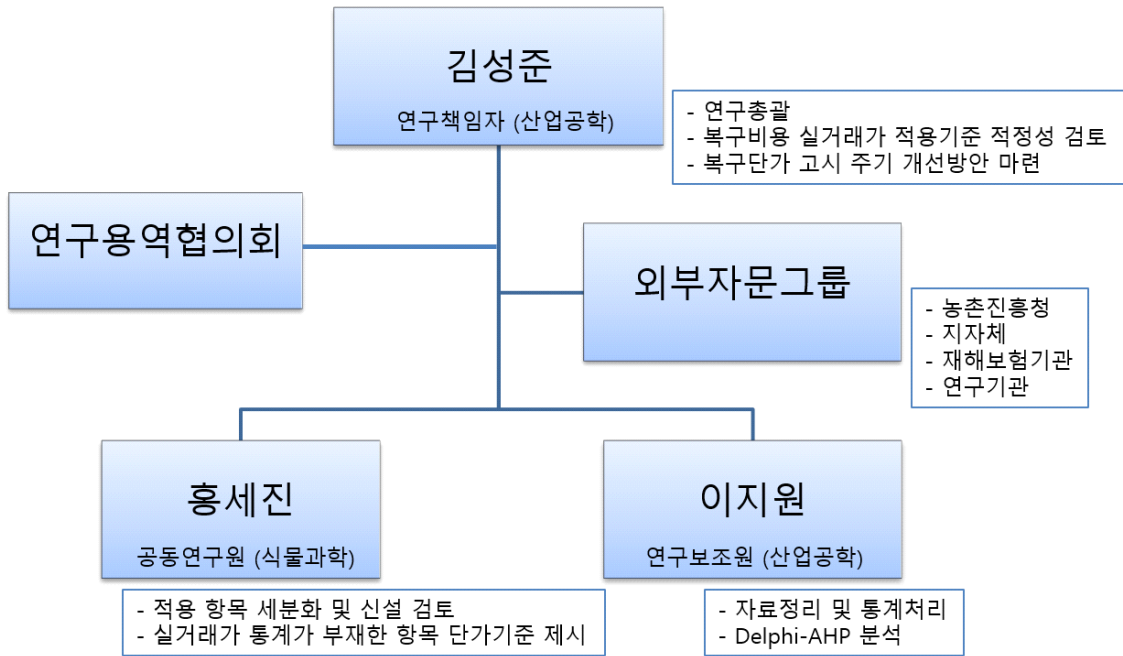 김성준
연구책임자 (산업공학)
- 연구총괄
- 복구비용 실거래가 적용기준 적정성 검토
- 복구단가 고시 주기 개선방안 마련
연구용역협의회
외부자문그룹
- 농촌진흥청
- 지자체
- 재해보험기관
- 연구기관
홍세진
공동연구원 (식물과학)
- 적용 항목 세분화 및 신설 검토
- 실거래가 통계가 부재한 항목 단가기준 제시
이지원
연구보조원 (산업공학)
- 자료정리 및 통계처리
- Delphi-AHP 분석